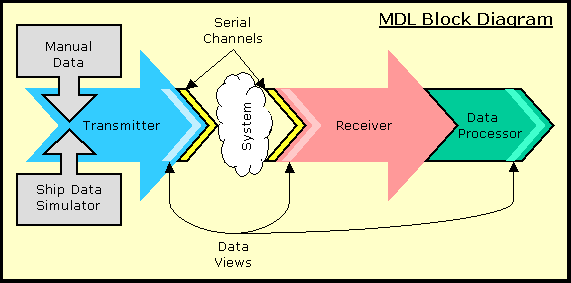 MDL Block Diagram
Serial
Channels
Manual
Data
Transmitter
System
Receiver
Data
Processor
Ship Data
Simulator
Data
Views